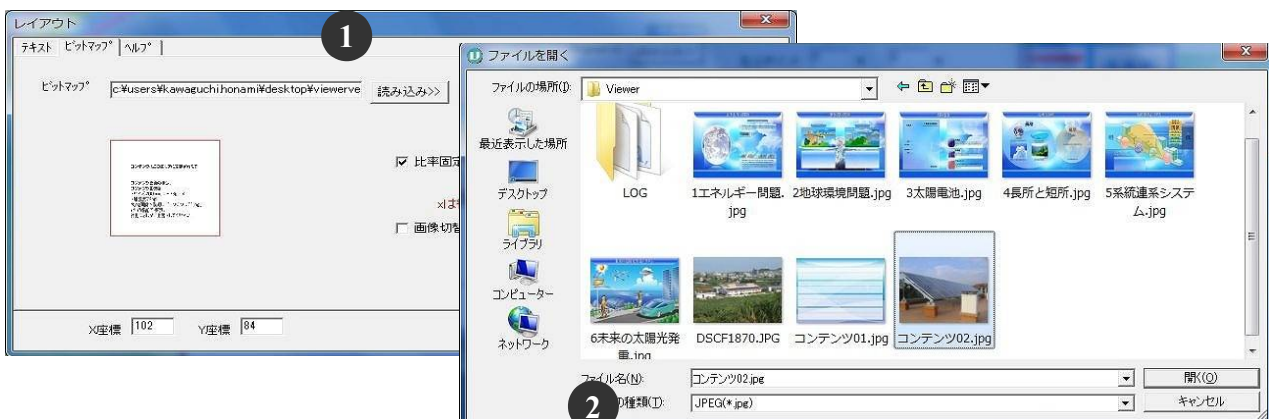 レイアウト
1
テキスト ビットマップ ヘルプ
ビットマップ c:¥users¥kawaguchi.honami¥desktop¥viewerve 読み込み>>
比率固定
xは
画像切替
X座標 102 Y座標 84
ファイルを開く
ファイルの場所(I): Viewer
最近表示した場所
デスクトップ
ライブラリ
コンピューター
ネットワーク
LOG
1エネルギー問題.jpg
2地球環境問題.jpg
3太陽電池.jpg
4長所と短所.jpg
5系統連系システム.jpg
6未来の太陽光発電.jpg
DSCF1870.JPG
コンテンツ01.jpg
コンテンツ02.jpg
ファイル名(N): コンテンツ02.jpg 開く(O)
2
の種類(T): JPEG(*.jpg) キャンセル